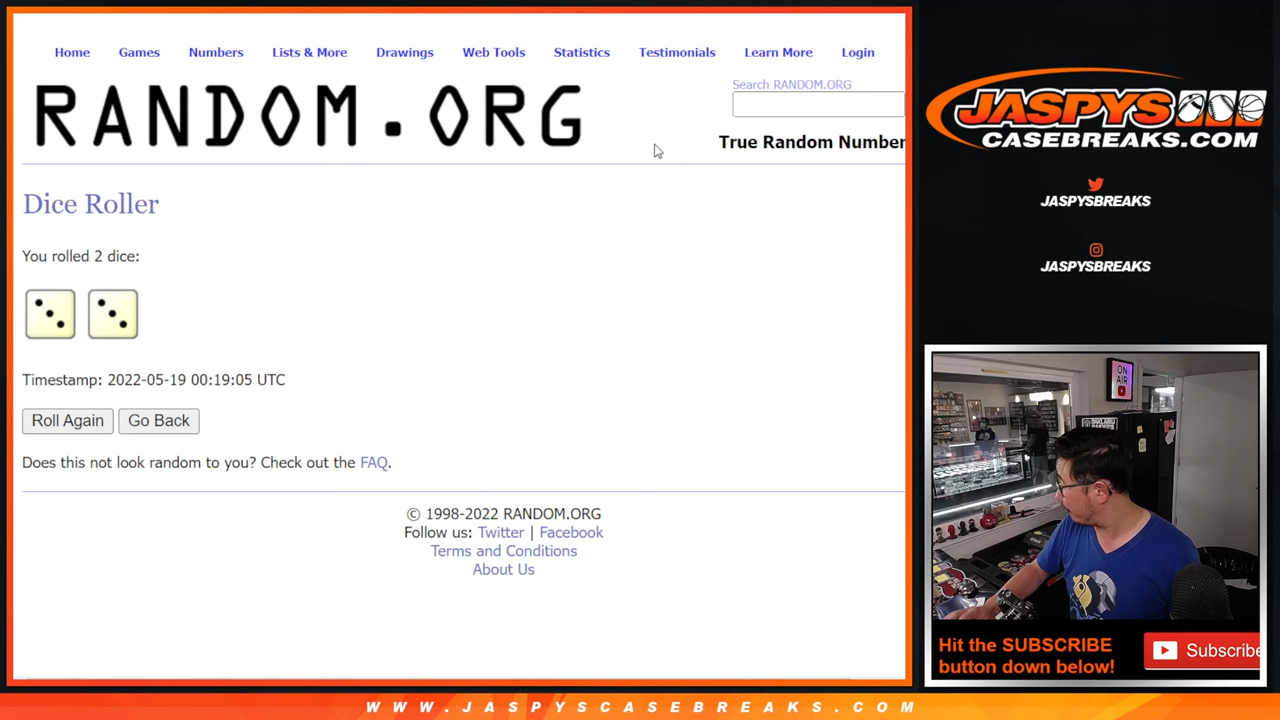 Home Games Numbers Lists & More Drawings Web Tools Statistics Testimonials Learn More Login
RANDOM.ORG
Search RANDOM.ORG
True Random Number
Dice Roller
You rolled 2 dice:
Timestamp: 2022-05-19 00:19:05 UTC
Roll Again Go Back
Does this not look random to you? Check out the FAQ.
© 1998-2022 RANDOM.ORG
Follow us: Twitter | Facebook
Terms and Conditions
About Us
JASPYS
CASEBREAKS.COM
JASPYSBREAKS
JASPYSBREAKS
ON
AIR
Hit the SUBSCRIBE
button down below!
Subscribe
WWW.JASPYSCASEBREAKS.COM